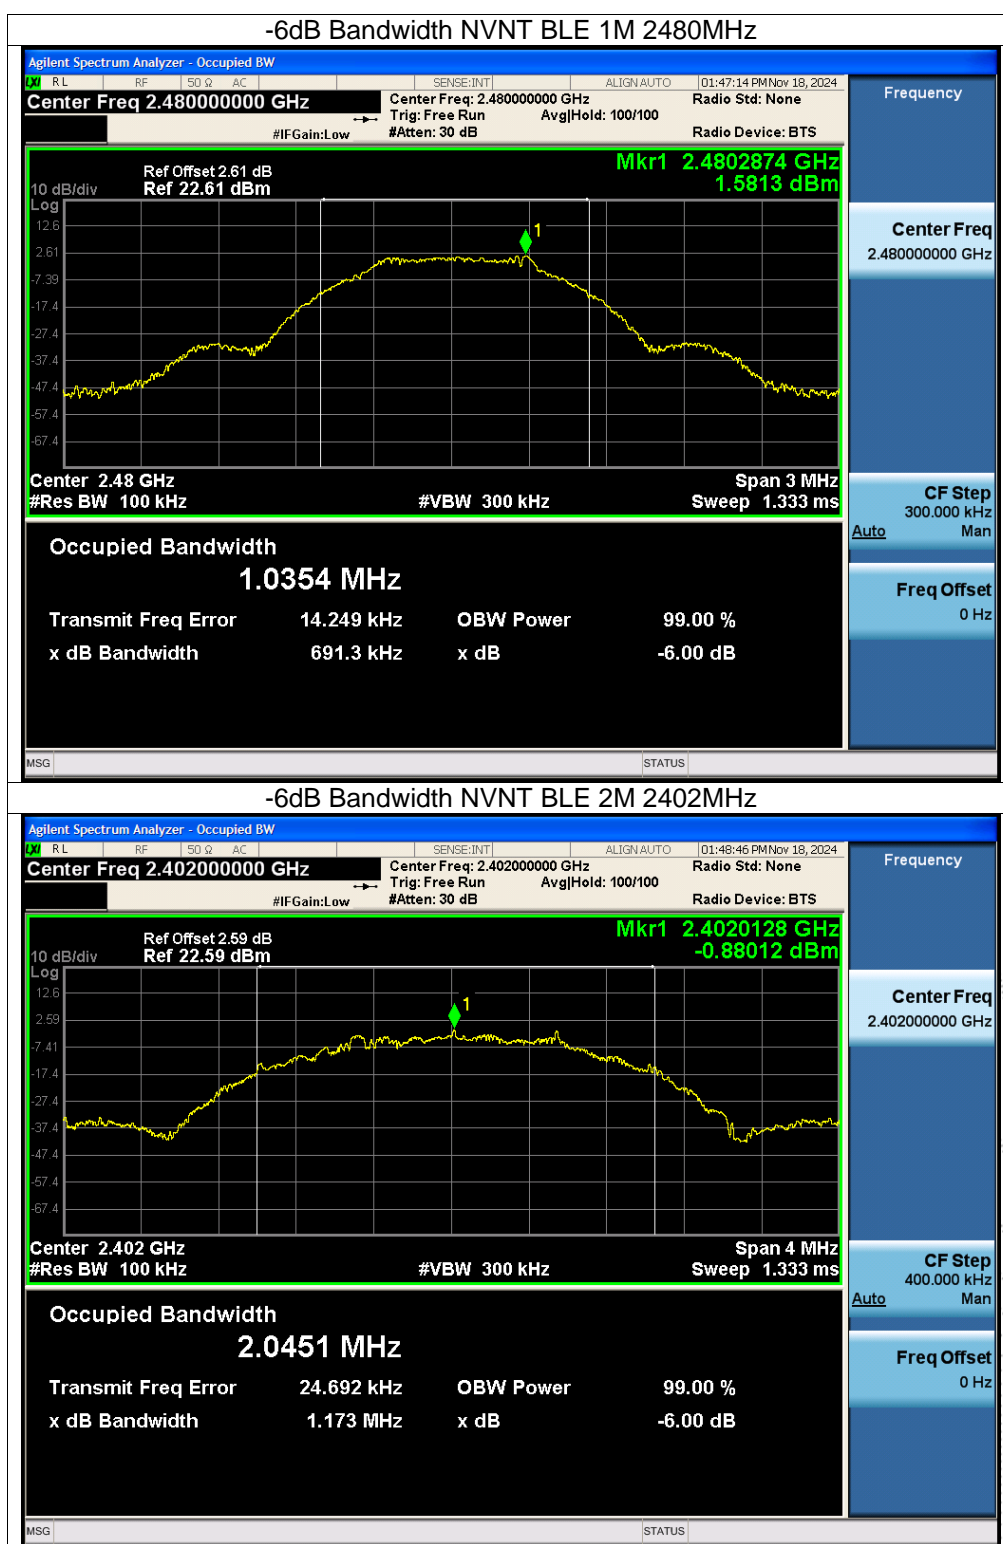 -6dB Bandwidth NVNT BLE 1M 2480MHz
Agilent Spectrum Analyzer - Occupied BW
LXI RL RF 50 Ω AC SENSE:INT ALIGN AUTO 01:47:14 PM Nov 18, 2024
Center Freq 2.480000000 GHz Center Freq: 2.480000000 GHz Radio Std: None
Trig: Free Run Avg|Hold: 100/100
#IFGain:Low #Atten: 30 dB Radio Device: BTS
Frequency
Mkr1 2.4802874 GHz
1.5813 dBm
Ref Offset 2.61 dB
10 dB/div Ref 22.61 dBm
Log
12.6
1
2.61
-7.39
-17.4
-27.4
-37.4
-47.4
-57.4
-67.4
Center 2.48 GHz Span 3 MHz
#Res BW 100 kHz #VBW 300 kHz Sweep 1.333 ms
Center Freq
2.480000000 GHz
CF Step
300.000 kHz
Auto Man
Freq Offset
0 Hz
Occupied Bandwidth
1.0354 MHz
Transmit Freq Error 14.249 kHz OBW Power 99.00 %
x dB Bandwidth 691.3 kHz x dB -6.00 dB
MSG STATUS
-6dB Bandwidth NVNT BLE 2M 2402MHz
Agilent Spectrum Analyzer - Occupied BW
LXI RL RF 50 Ω AC SENSE:INT ALIGN AUTO 01:48:46 PM Nov 18, 2024
Center Freq 2.402000000 GHz Center Freq: 2.402000000 GHz Radio Std: None
Trig: Free Run Avg|Hold: 100/100
#IFGain:Low #Atten: 30 dB Radio Device: BTS
Frequency
Mkr1 2.4020128 GHz
-0.88012 dBm
Ref Offset 2.59 dB
10 dB/div Ref 22.59 dBm
Log
12.6
1
2.59
-7.41
-17.4
-27.4
-37.4
-47.4
-57.4
-67.4
Center 2.402 GHz Span 4 MHz
#Res BW 100 kHz #VBW 300 kHz Sweep 1.333 ms
Center Freq
2.402000000 GHz
CF Step
400.000 kHz
Auto Man
Freq Offset
0 Hz
Occupied Bandwidth
2.0451 MHz
Transmit Freq Error 24.692 kHz OBW Power 99.00 %
x dB Bandwidth 1.173 MHz x dB -6.00 dB
MSG STATUS